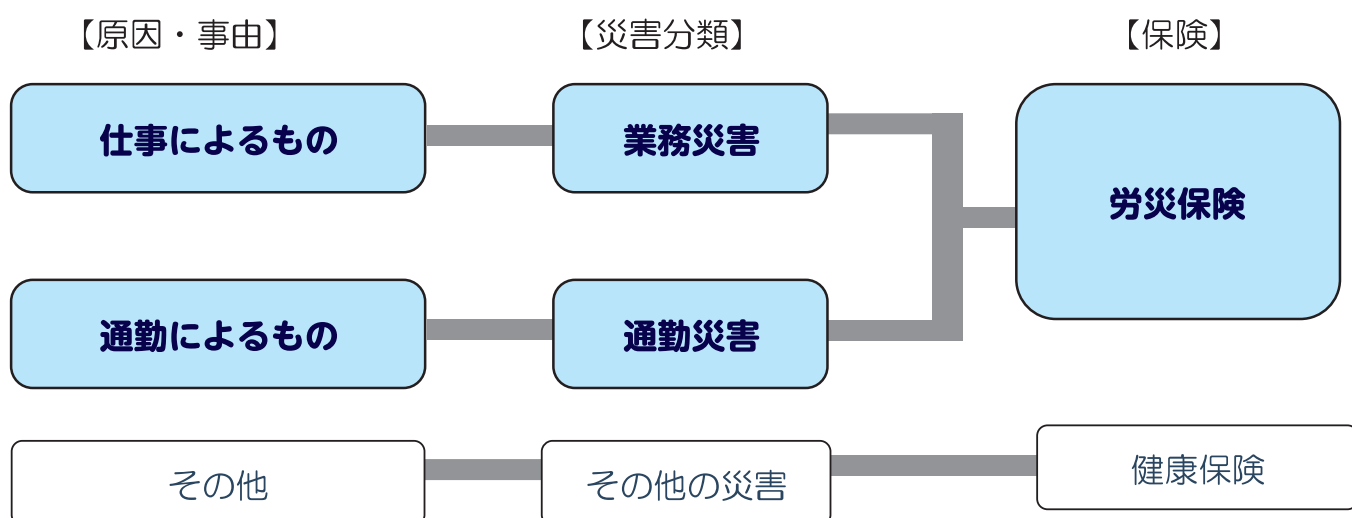 【原因・事由】
【災害分類】
【保険】
仕事によるもの
業務災害
労災保険
通勤によるもの
通勤災害
その他
その他の災害
健康保険